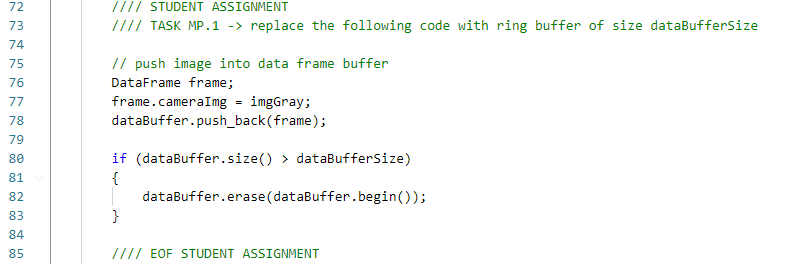 72 //// STUDENT ASSIGNMENT
73 //// TASK MP.1 -> replace the following code with ring buffer of size dataBufferSize
74
75 // push image into data frame buffer
76 DataFrame frame;
77 frame.cameraImg = imgGray;
78 dataBuffer.push_back(frame);
79
80 if (dataBuffer.size() > dataBufferSize)
81 {
82 dataBuffer.erase(dataBuffer.begin());
83 }
84
85 //// EOF STUDENT ASSIGNMENT